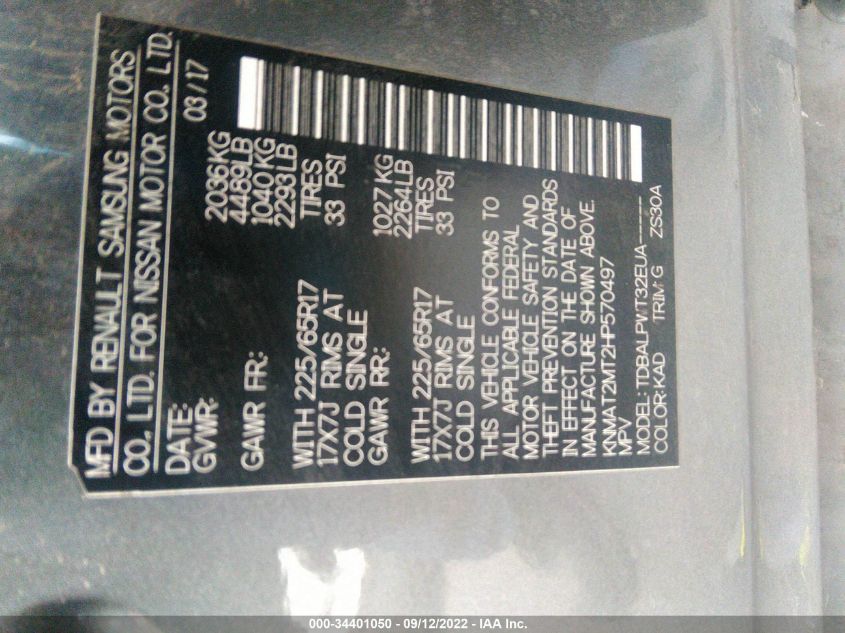 MFD BY RENAULT SAMSUNG MOTORS
CO., LTD. FOR NISSAN MOTOR CO. LTD.
DATE: 03/17
GVWR: 2036KG
4489LB
GAWR FR: 1040KG
2293LB
WITH 225/65R17 TIRES
17X7J RIMS AT 33 PSI
COLD SINGLE
GAWR RR: 1027KG
2264LB
WITH 225/65R17 TIRES
17X7J RIMS AT 33 PSI
COLD SINGLE
THIS VEHICLE CONFORMS TO
ALL APPLICABLE FEDERAL
MOTOR VEHICLE SAFETY AND
THEFT PREVENTION STANDARDS
IN EFFECT ON THE DATE OF
MANUFACTURE SHOWN ABOVE.
KNMAT2MT2HP570497
MPV
MODEL: TDBALPWT32EUA-----
COLOR:KAD TRIM:G ZS30A
000-34401050 - 09/12/2022 - IAA Inc.